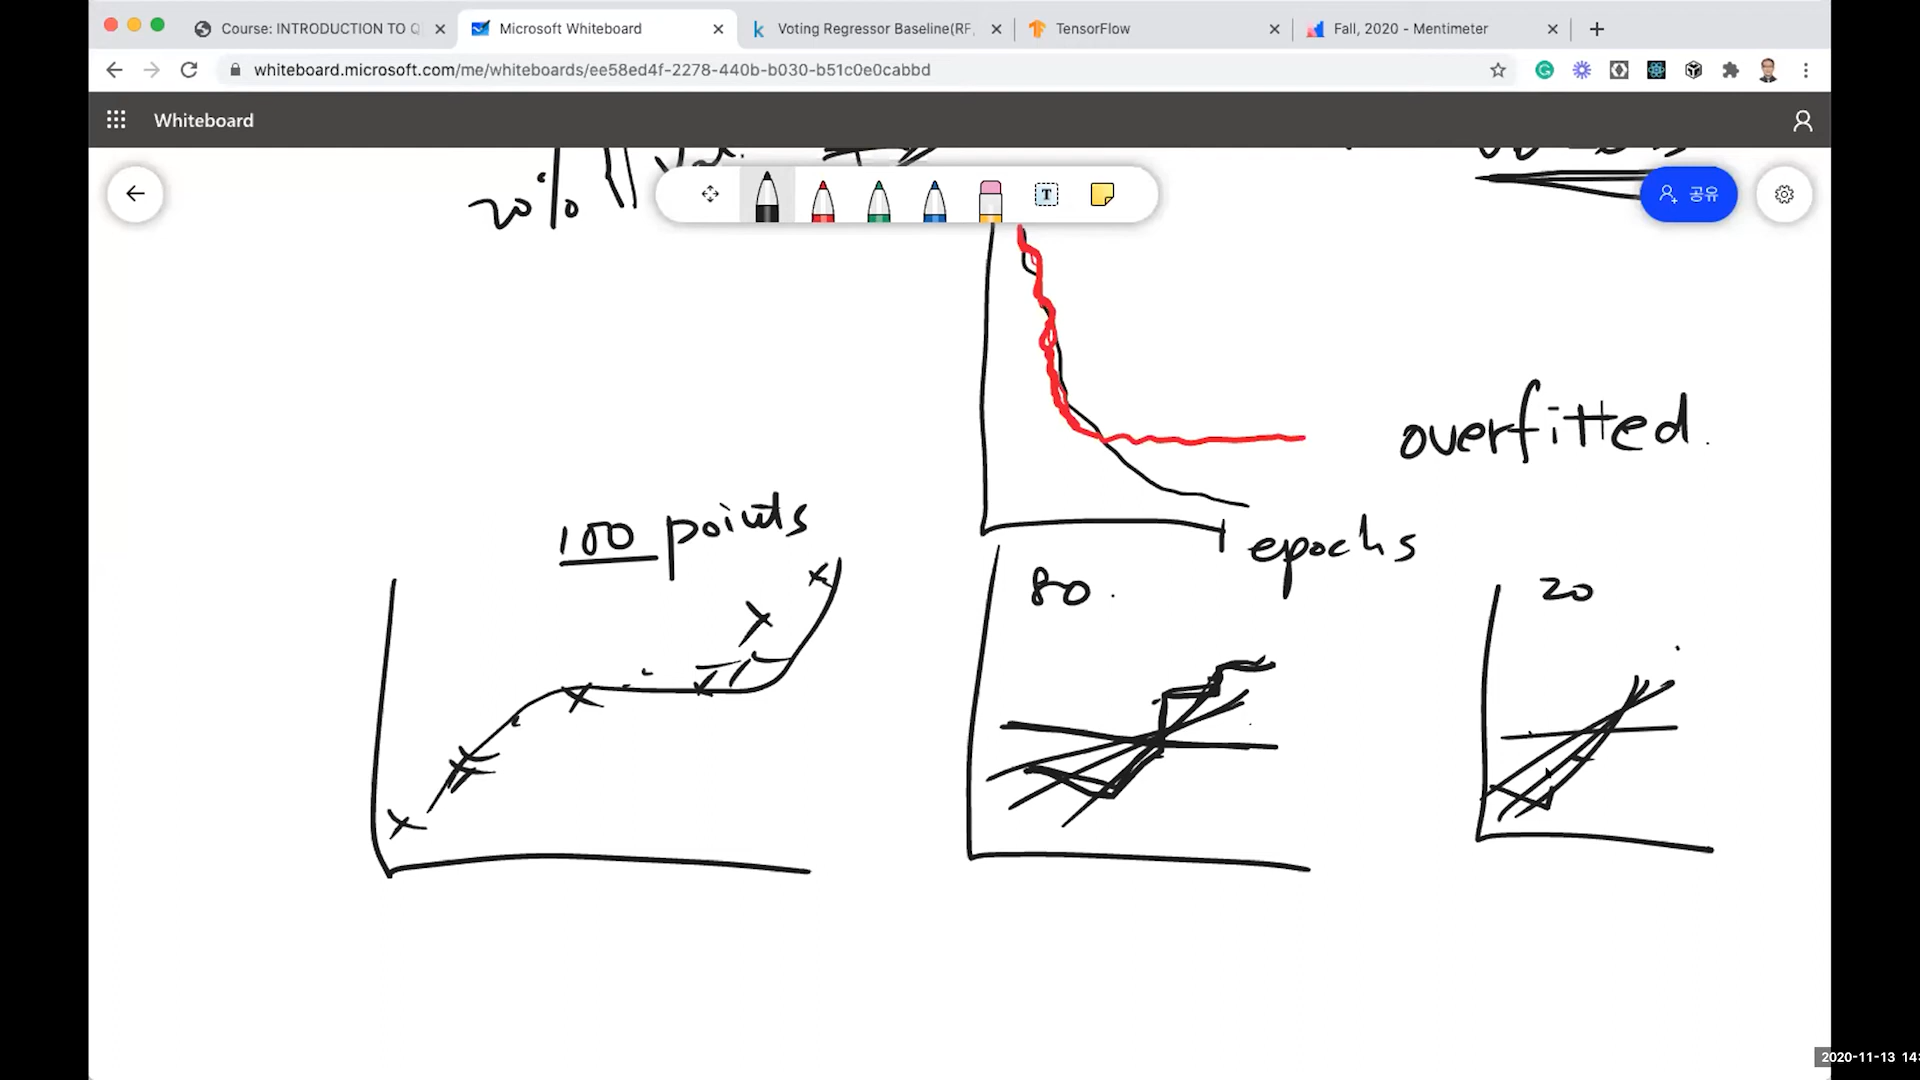 Course: INTRODUCTION TO Q
Microsoft Whiteboard
Voting Regressor Baseline(RF,
TensorFlow
Fall, 2020 - Mentimeter
whiteboard.microsoft.com/me/whiteboards/ee58ed4f-2278-440b-b030-b51c0e0cabbd
Whiteboard
20%
공유
overfitted.
100 points
epochs
80.
20
2020-11-13 14: